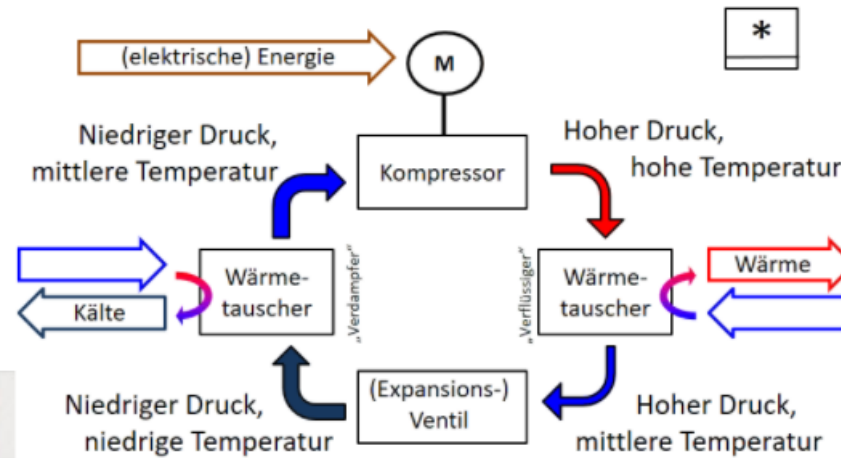 (elektrische) Energie
M
*
Niedriger Druck,
mittlere Temperatur
Kompressor
Hoher Druck,
hohe Temperatur
Kälte
Wärme-
tauscher
„Verdampfer“
„Verflüssiger“
Wärme-
tauscher
Wärme
Niedriger Druck,
niedrige Temperatur
(Expansions-)
Ventil
Hoher Druck,
mittlere Temperatur